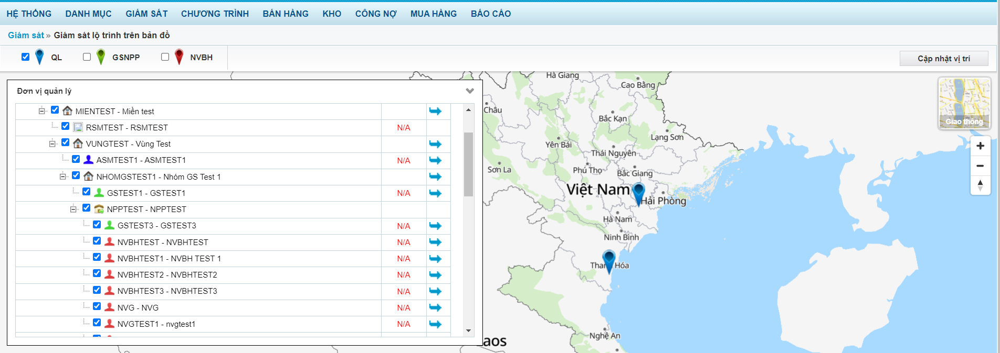 HỆ THỐNG DANH MỤC GIÁM SÁT CHƯƠNG TRÌNH BÁN HÀNG KHO CÔNG NỢ MUA HÀNG BÁO CÁO
Giám sát » Giám sát lộ trình trên bản đồ
QL GSNPP NVBH Cập nhật vị trí
Đơn vị quản lý
MIENTEST - Miền test
RSMTEST - RSMTEST N/A
VUNGTEST - Vùng Test
ASMTEST1 - ASMTEST1 N/A
NHOMGSTEST1 - Nhóm GS Test 1
GSTEST1 - GSTEST1 N/A
NPPTEST - NPPTEST
GSTEST3 - GSTEST3 N/A
NVBHTEST - NVBHTEST N/A
NVBHTEST1 - NVBH TEST 1 N/A
NVBHTEST2 - NVBHTEST2 N/A
NVBHTEST3 - NVBHTEST3 N/A
NVG - NVG N/A
NVGTEST1 - nvgtest1 N/A
Hà Giang
Cao Bằng
Châu
Bắc Kạn
Giao thông
Lạng Sơn
Yên Bái
Thái Nguyên
Sơn La
Phú Thọ
Bắc Giang
Việt Nam
Hải Phòng
Hà Nam
Ninh Bình
Thanh Hóa
Nghệ An
aos